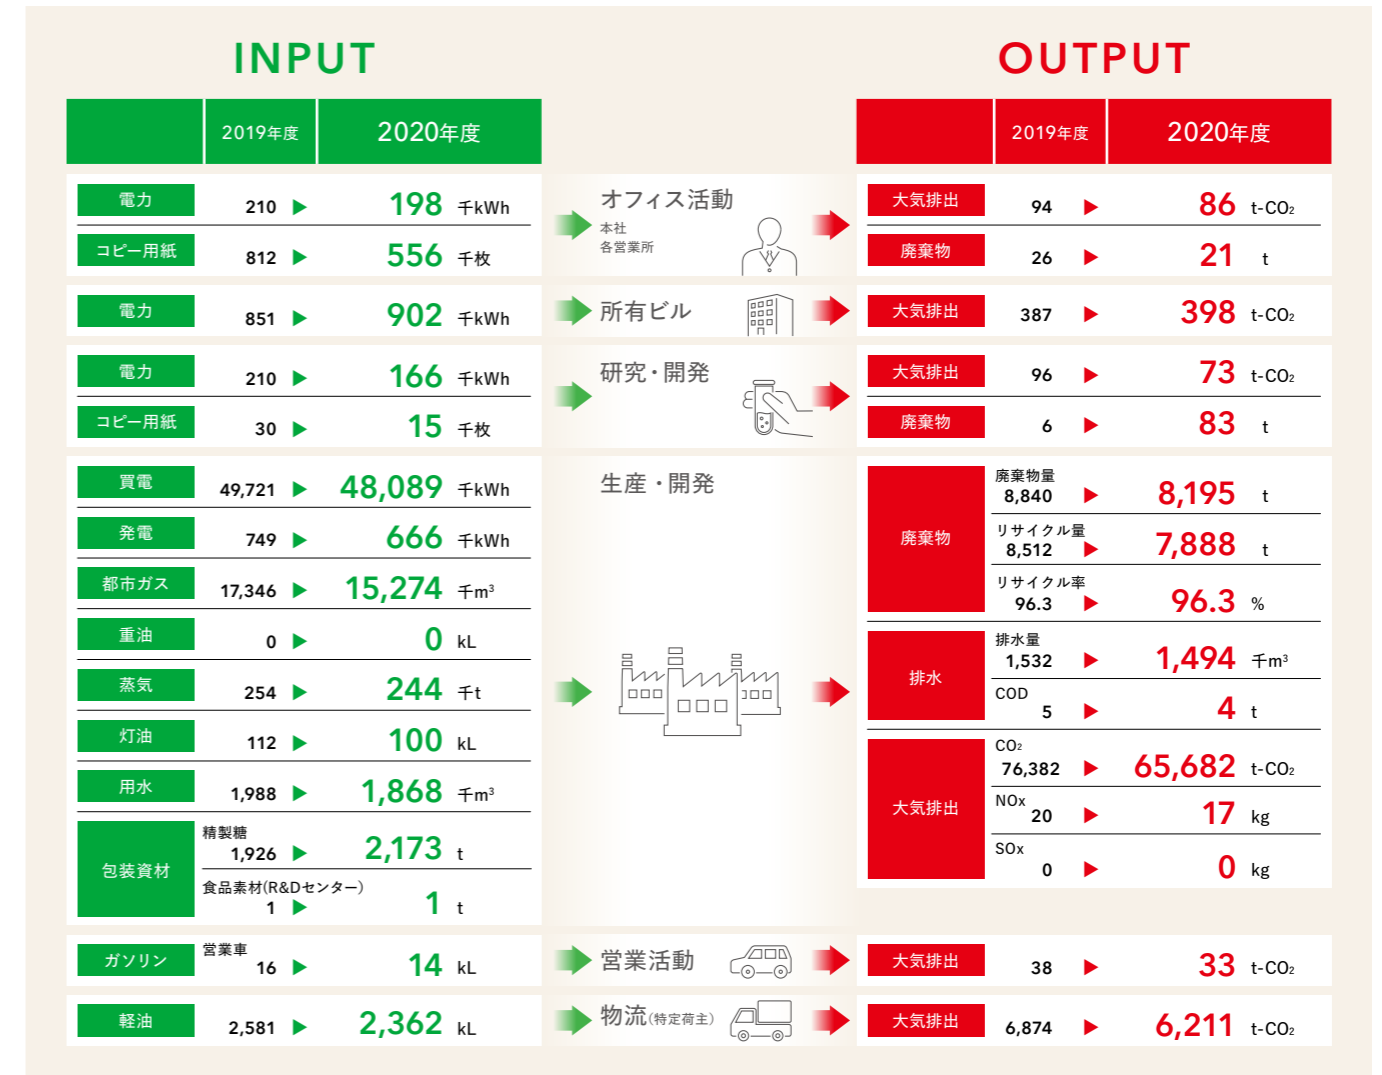 INPUT
2019年度 2020年度
電力 210 198 千kWh
コピー用紙 812 556 千枚
電力 851 902 千kWh
電力 210 166 千kWh
コピー用紙 30 15 千枚
買電 49,721 48,089 千kWh
発電 749 666 千kWh
都市ガス 17,346 15,274 千m³
重油 0 0 kL
蒸気 254 244 千t
灯油 112 100 kL
用水 1,988 1,868 千m³
包装資材
精製糖
1,926 2,173 t
食品素材(R&Dセンター)
1 1 t
ガソリン
営業車
16 14 kL
軽油 2,581 2,362 kL
オフィス活動
本社
各営業所
所有ビル
研究・開発
生産・開発
営業活動
物流(特定荷主)
OUTPUT
2019年度 2020年度
大気排出 94 86 t-CO₂
廃棄物 26 21 t
大気排出 387 398 t-CO₂
大気排出 96 73 t-CO₂
廃棄物 6 83 t
廃棄物
廃棄物量
8,840 8,195 t
リサイクル量
8,512 7,888 t
リサイクル率
96.3 96.3 %
排水
排水量
1,532 1,494 千m³
COD
5 4 t
大気排出
CO₂
76,382 65,682 t-CO₂
NOx
20 17 kg
SOx
0 0 kg
大気排出 38 33 t-CO₂
大気排出 6,874 6,211 t-CO₂